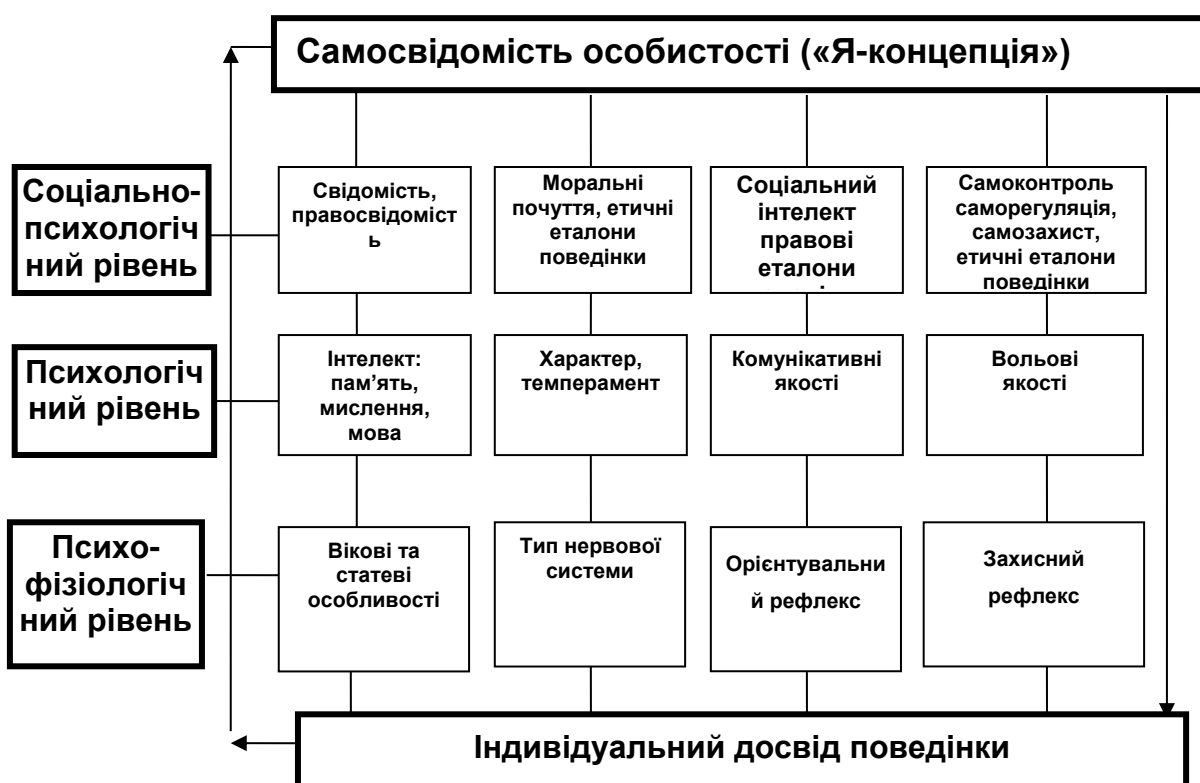 Самосвідомість особистості («Я-концепція»)
Соціально-
психологіч
ний рівень
Свідомість,
правосвідоміст
ь
Моральні
почуття, етичні
еталони
поведінки
Соціальний
інтелект
правові
еталони
Самоконтроль
саморегуляція,
самозахист,
етичні еталони
поведінки
Психологіч
ний рівень
Інтелект:
пам’ять,
мислення,
мова
Характер,
темперамент
Комунікативні
якості
Вольові
якості
Психо-
фізіологіч
ний рівень
Вікові та
статеві
особливості
Тип нервової
системи
Орієнтувальни
й рефлекс
Захисний
рефлекс
Індивідуальний досвід поведінки